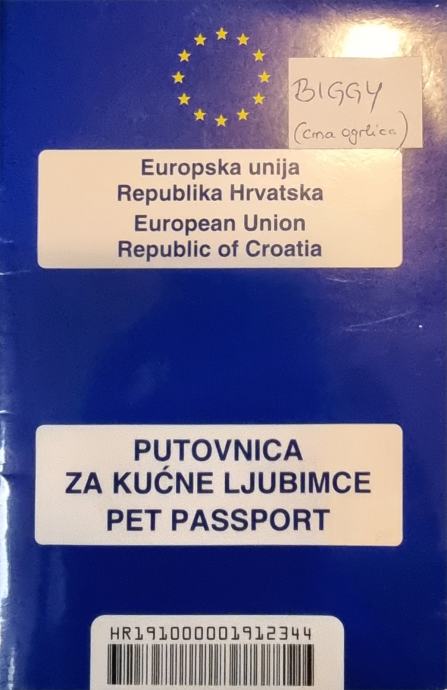 BIGGY
(crna ogrlica)
Europska unija
Republika Hrvatska
European Union
Republic of Croatia
PUTOVNICA
ZA KUĆNE LJUBIMCE
PET PASSPORT
HR191000001912344